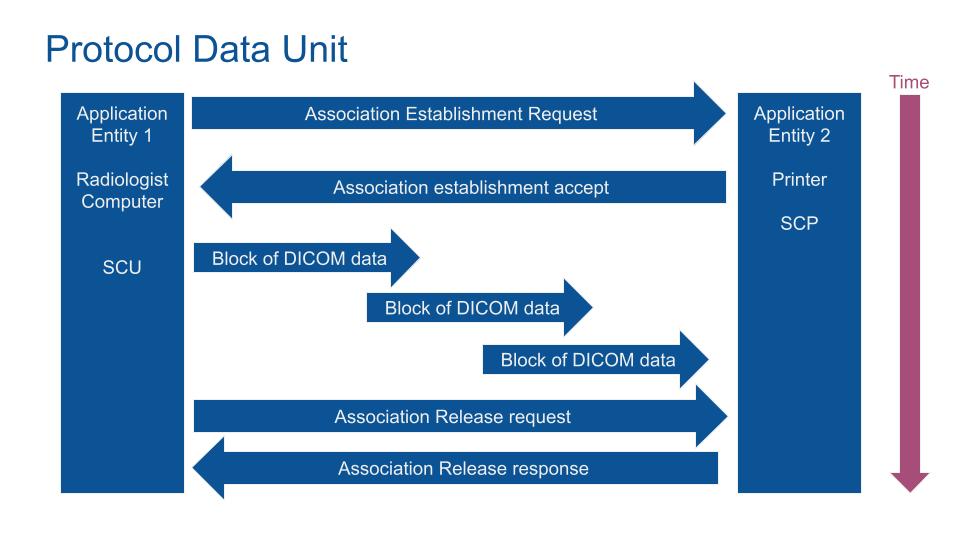 Protocol Data Unit
Time
Application
Entity 1
Radiologist
Computer
SCU
Association Establishment Request
Association establishment accept
Block of DICOM data
Block of DICOM data
Block of DICOM data
Association Release request
Association Release response
Application
Entity 2
Printer
SCP